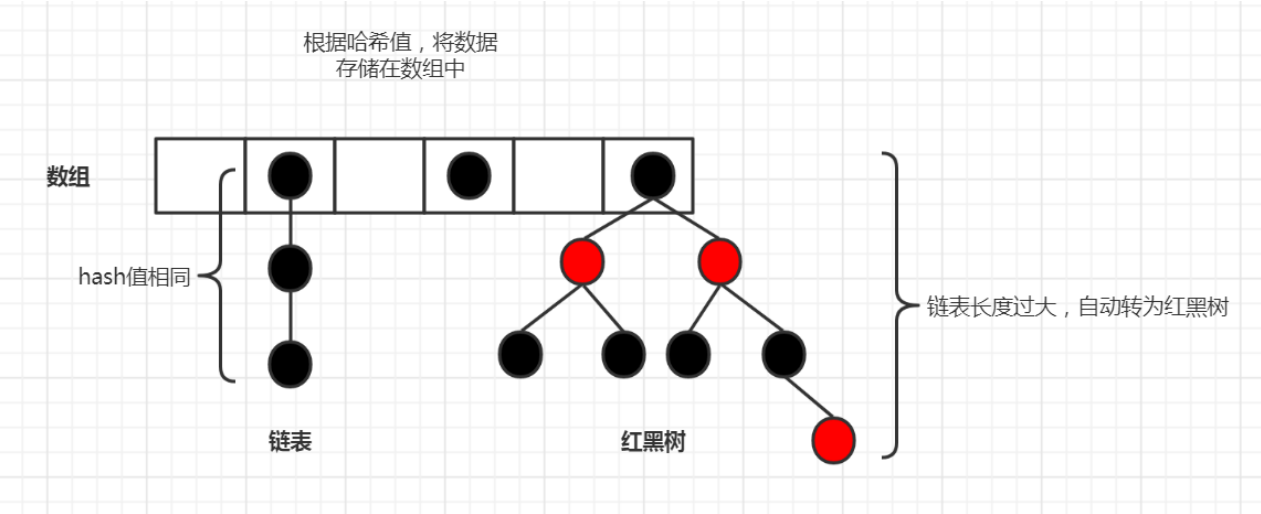 根据哈希值，将数据
存储在数组中
数组
hash值相同
链表长度过大，自动转为红黑树
链表
红黑树